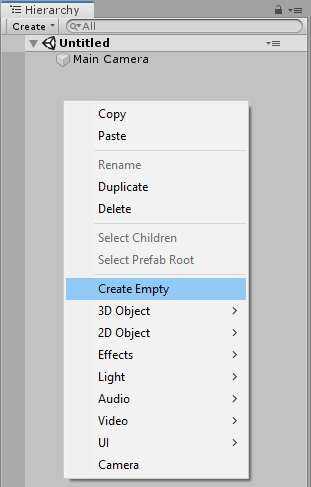 Hierarchy
Create All
Untitled
Main Camera
Copy
Paste
Rename
Duplicate
Delete
Select Children
Select Prefab Root
Create Empty
3D Object
2D Object
Effects
Light
Audio
Video
UI
Camera